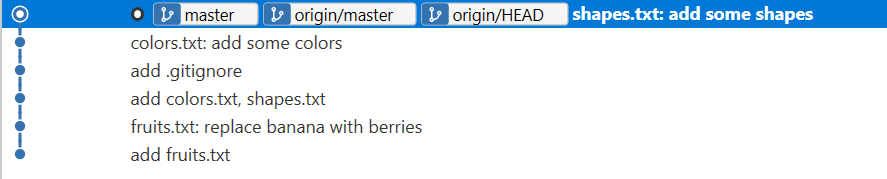 master origin/master origin/HEAD shapes.txt: add some shapes
colors.txt: add some colors
add .gitignore
add colors.txt, shapes.txt
fruits.txt: replace banana with berries
add fruits.txt